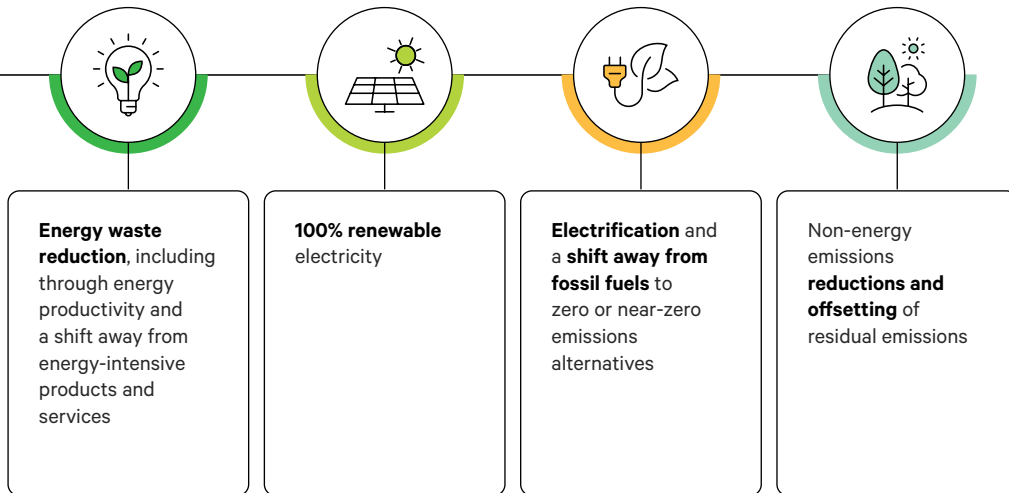 Energy waste
reduction, including
through energy
productivity and
a shift away from
energy-intensive
products and
services
100% renewable
electricity
Electrification and
a shift away from
fossil fuels to
zero or near-zero
emissions
alternatives
Non-energy
emissions
reductions and
offsetting of
residual emissions